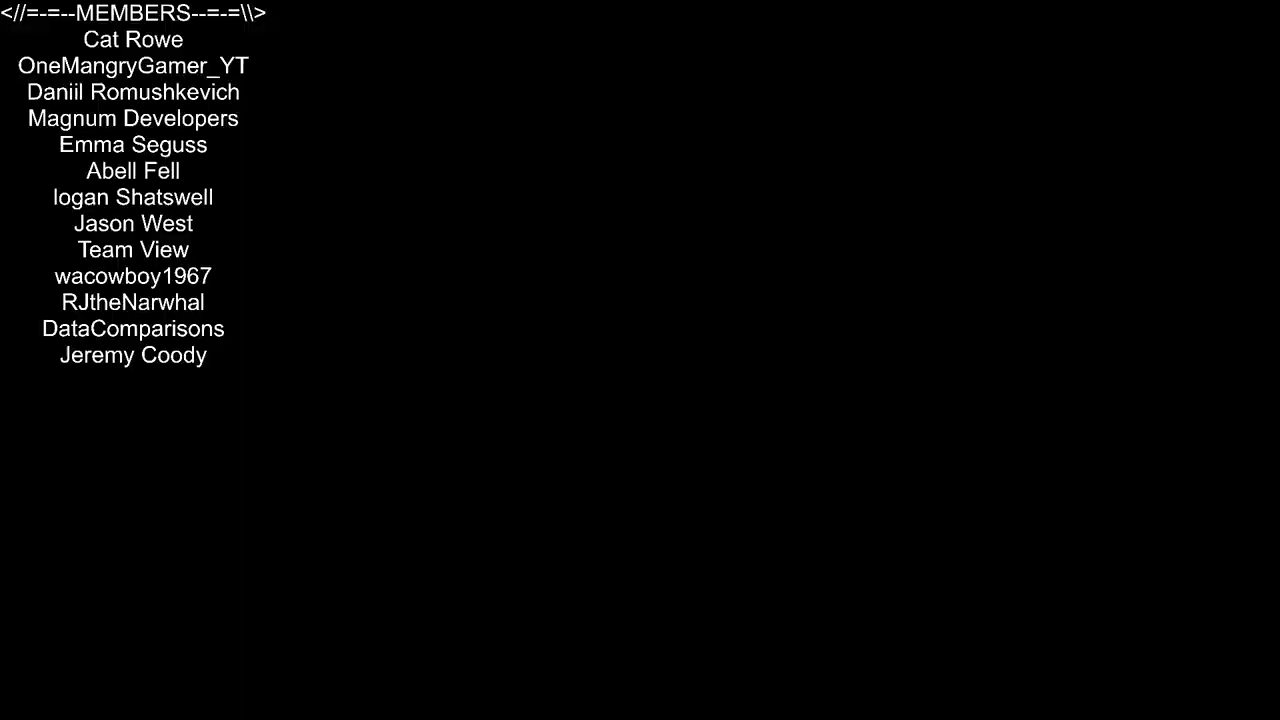 <//=-=--MEMBERS--=-=\\>
Cat Rowe
OneMangryGamer_YT
Daniil Romushkevich
Magnum Developers
Emma Seguss
Abell Fell
logan Shatswell
Jason West
Team View
wacowboy1967
RJtheNarwhal
DataComparisons
Jeremy Coody